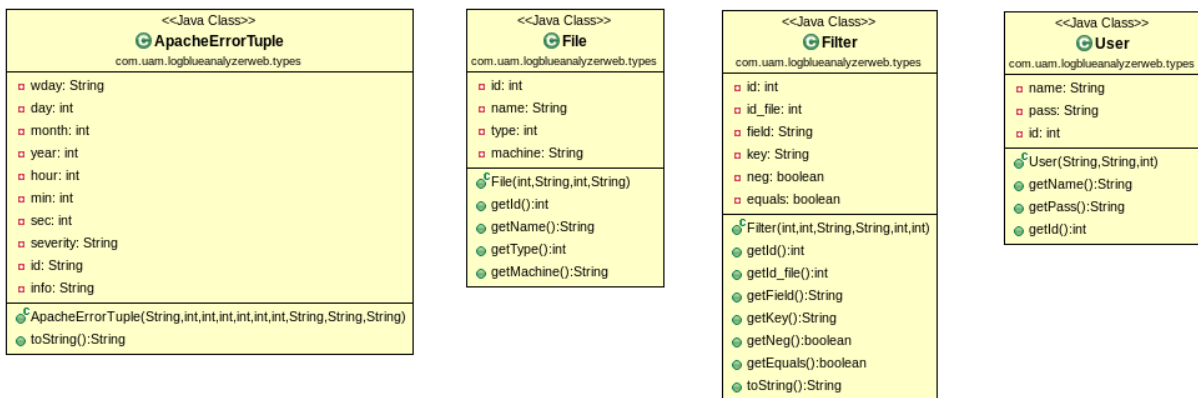 <<Java Class>>
ApacheErrorTuple
com.uam.logblueanalyzerweb.types
wday: String
day: int
month: int
year: int
hour: int
min: int
sec: int
severity: String
id: String
info: String
ApacheErrorTuple(String,int,int,int,int,int,int,String,String,String)
toString():String
<<Java Class>>
File
com.uam.logblueanalyzerweb.types
id: int
name: String
type: int
machine: String
File(int,String,int,String)
getId():int
getName():String
getType():int
getMachine():String
<<Java Class>>
Filter
com.uam.logblueanalyzerweb.types
id: int
id_file: int
field: String
key: String
neg: boolean
equals: boolean
Filter(int,int,String,String,int,int)
getId():int
getId_file():int
getField():String
getKey():String
getNeg():boolean
getEquals():boolean
toString():String
<<Java Class>>
User
com.uam.logblueanalyzerweb.types
name: String
pass: String
id: int
User(String,String,int)
getName():String
getPass():String
getId():int